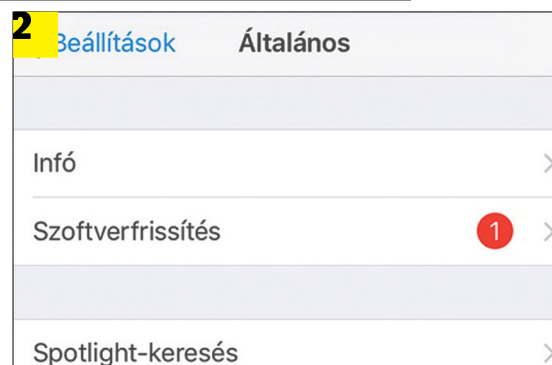 2
Beállítások Általános
Infó
Szoftverfrissítés 1
Spotlight-keresés